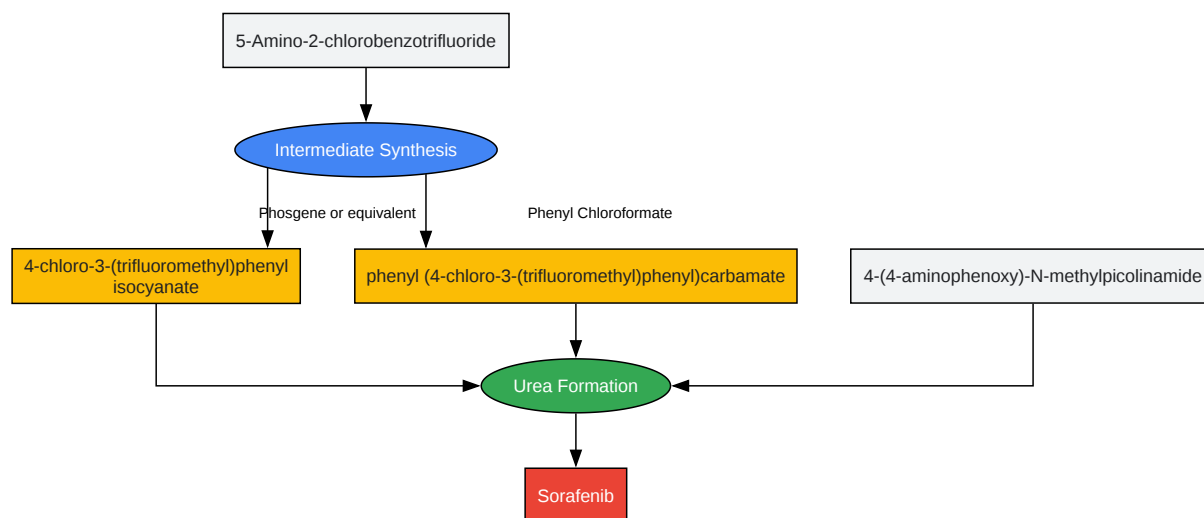 5-Amino-2-chlorobenzotrifluoride
Intermediate Synthesis
Phosgene or equivalent
Phenyl Chloroformate
4-chloro-3-(trifluoromethyl)phenyl
isocyanate
phenyl (4-chloro-3-(trifluoromethyl)phenyl)carbamate
4-(4-aminophenoxy)-N-methylpicolinamide
Urea Formation
Sorafenib